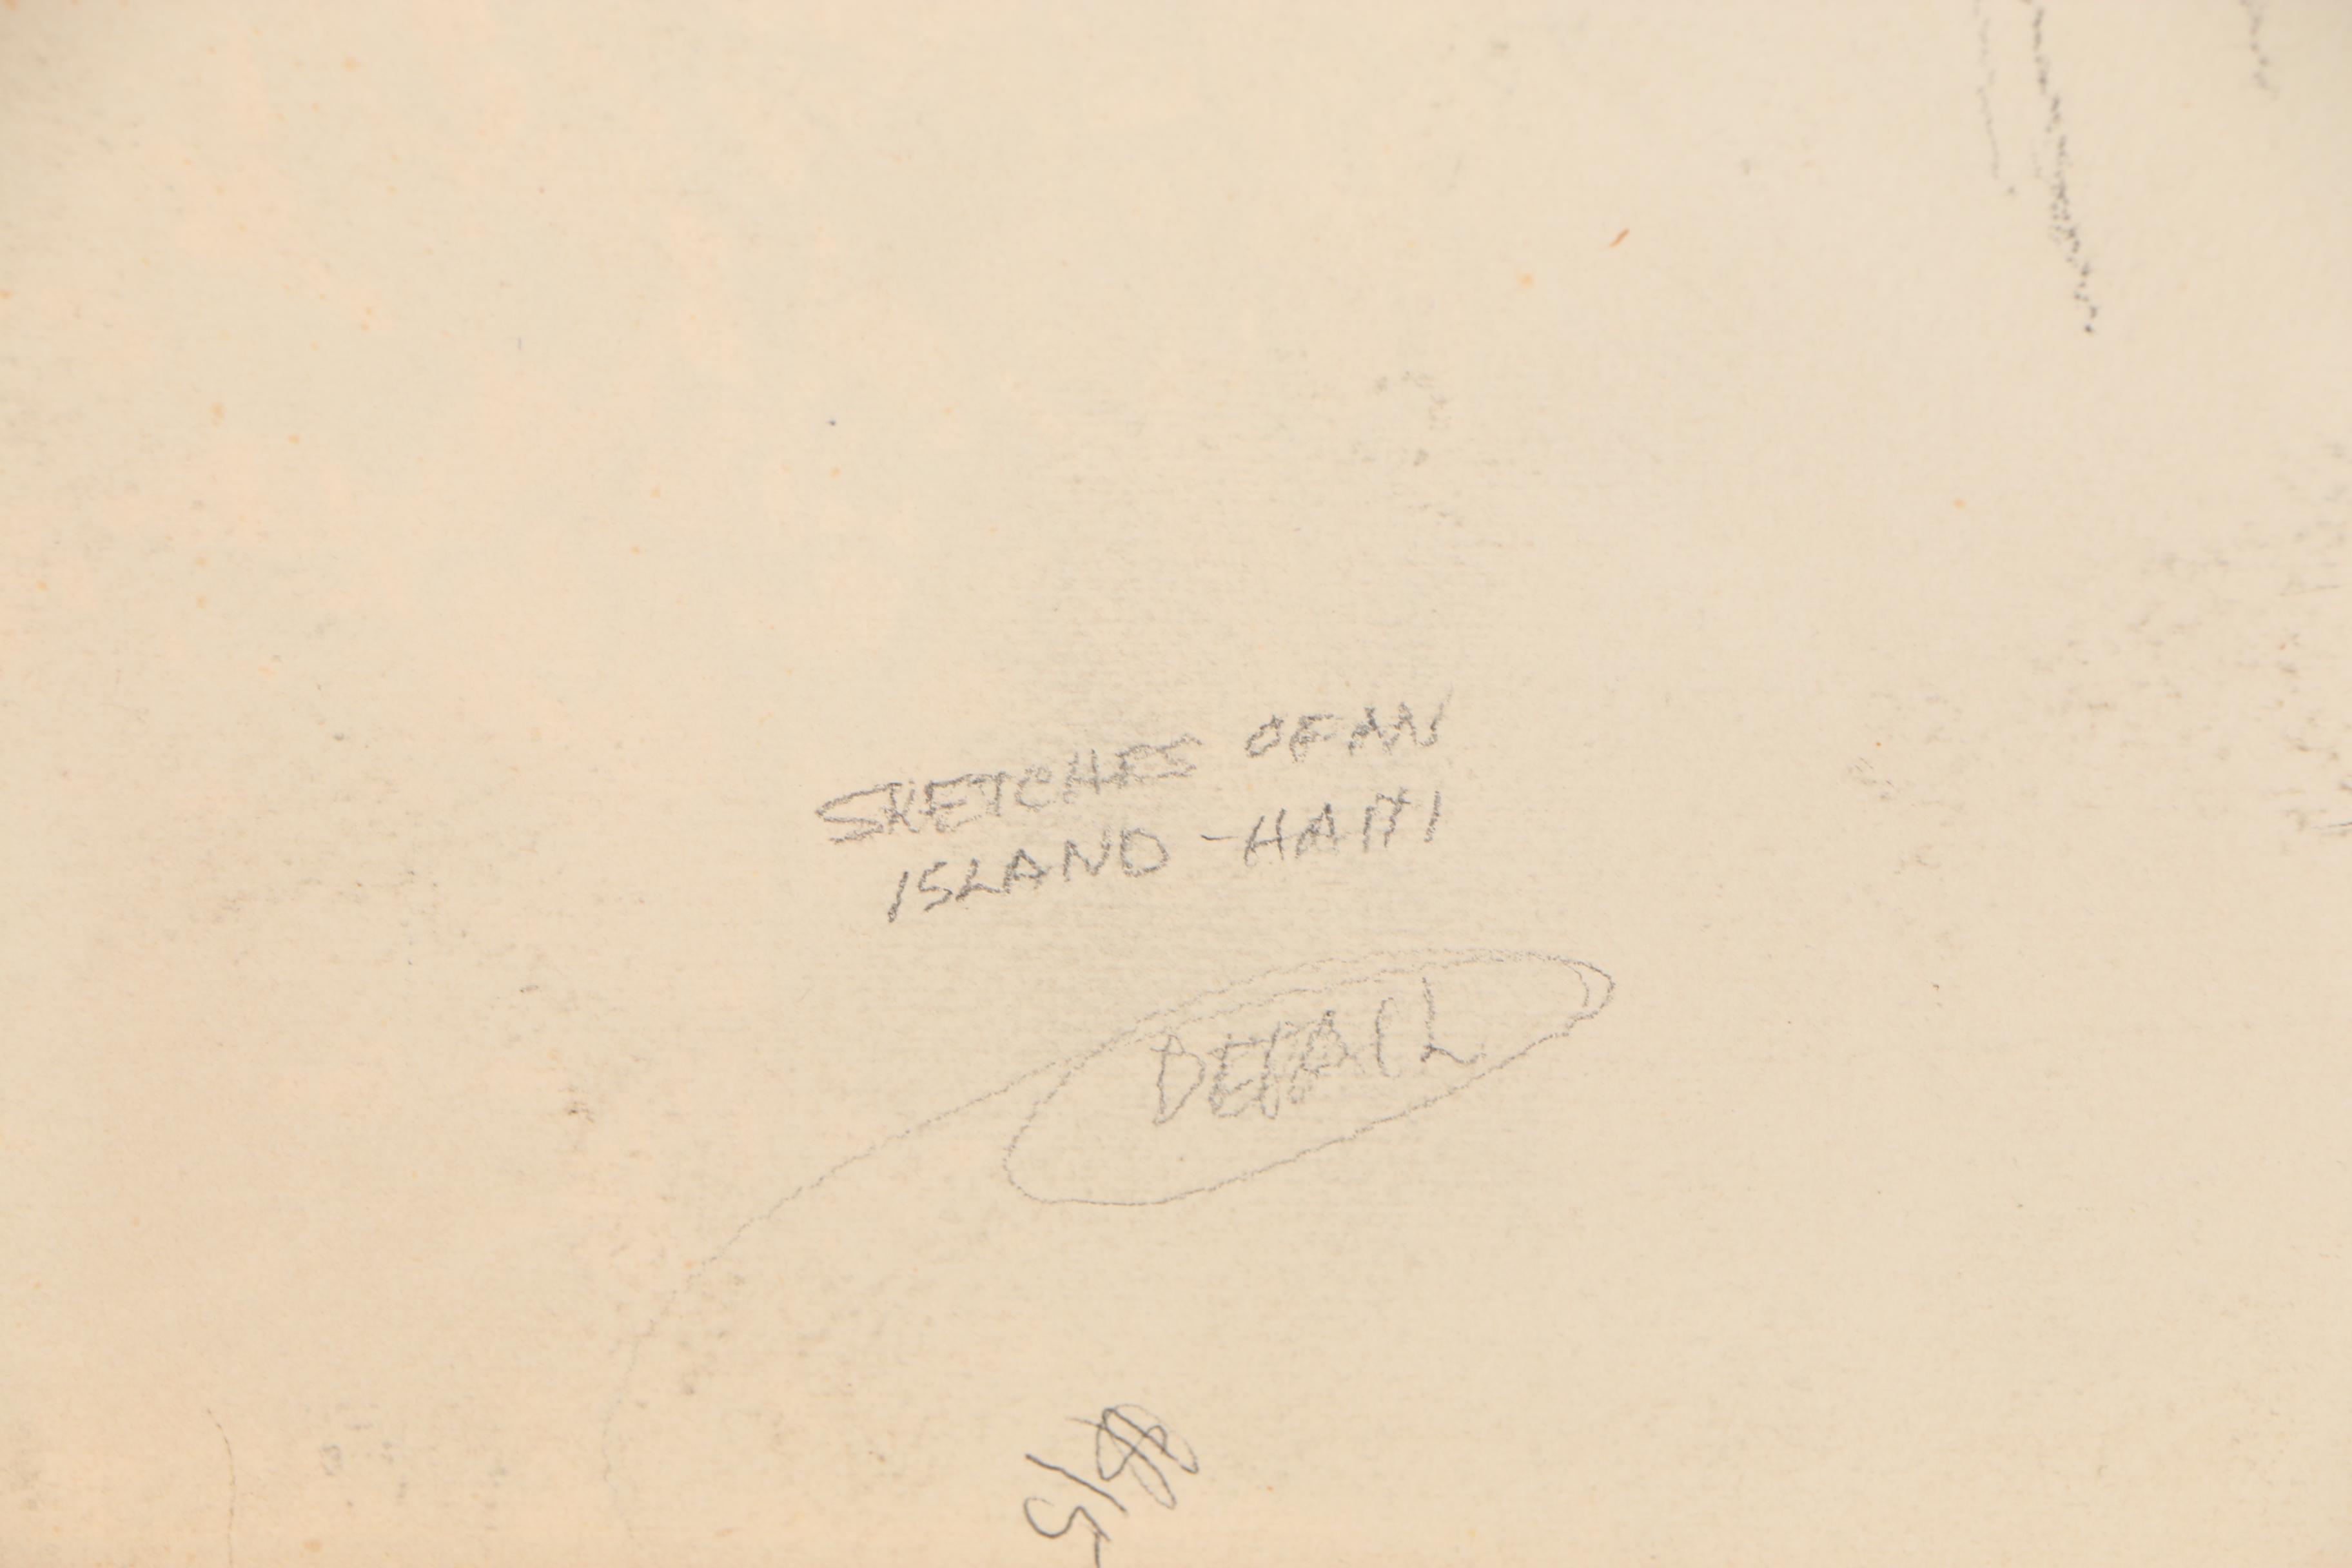 SKETCHES OF AN
ISLAND - HAITI
DETAIL